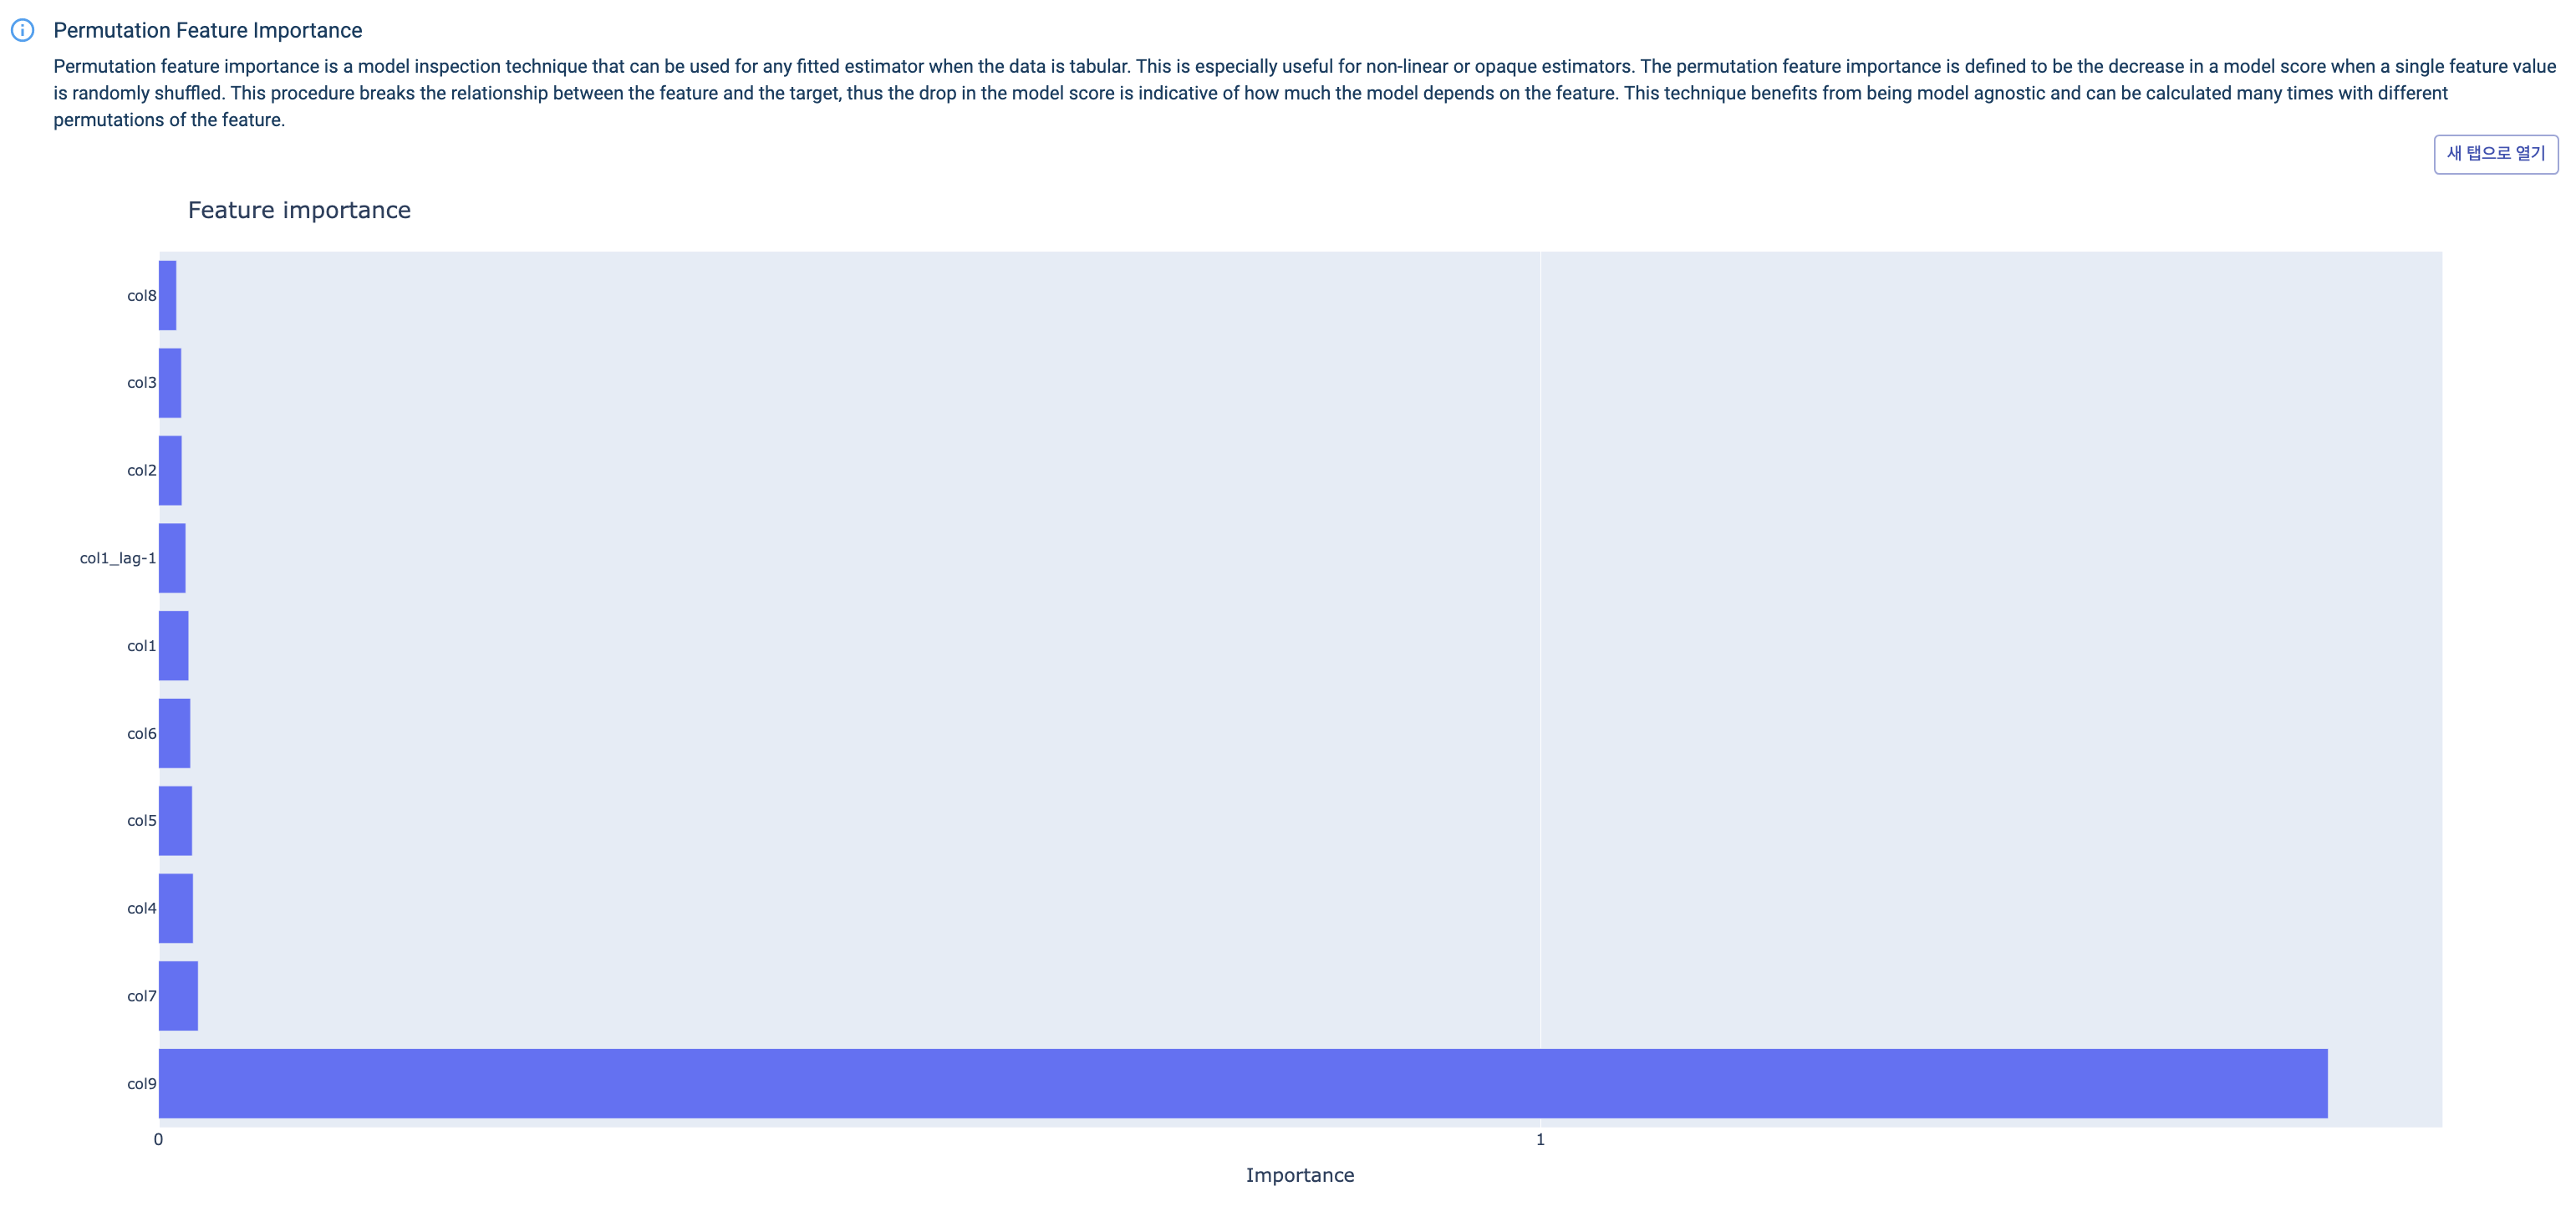 Permutation Feature Importance
Permutation feature importance is a model inspection technique that can be used for any fitted estimator when the data is tabular. This is especially useful for non-linear or opaque estimators. The permutation feature importance is defined to be the decrease in a model score when a single feature value
is randomly shuffled. This procedure breaks the relationship between the feature and the target, thus the drop in the model score is indicative of how much the model depends on the feature. This technique benefits from being model agnostic and can be calculated many times with different
permutations of the feature.
새 탭으로 열기
Feature importance
col8
col3
col2
col1_lag-1
col1
col6
col5
col4
col7
col9
0 1
Importance